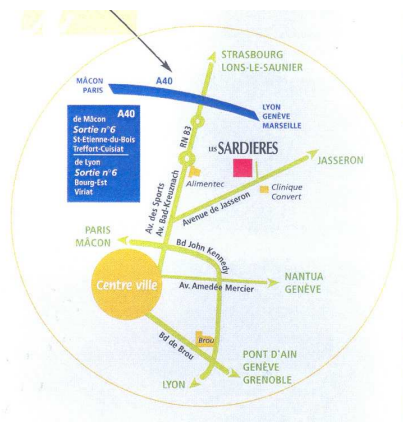 STRASBOURG
LONS-LE-SAUNIER
MÂCON
PARIS
A40
LYON
GENÈVE
MARSEILLE
A40
de Mâcon
Sortie n°6
St-Etienne-du-Bois
Treffort-Cuisiat
de Lyon
Sortie n°6
Bourg-Est
Viriat
RN 83
LES SARDIERES
JASSERON
Alimentec
Clinique
Convert
Av. des Sports
Av. Bad-Kreuznach
Avenue de Jasseron
PARIS
MÂCON
Bd John Kennedy
Centre ville
Av. Amedée Mercier
NANTUA
GENÈVE
Bd de Brou
Brou
PONT D'AIN
GENÈVE
GRENOBLE
LYON